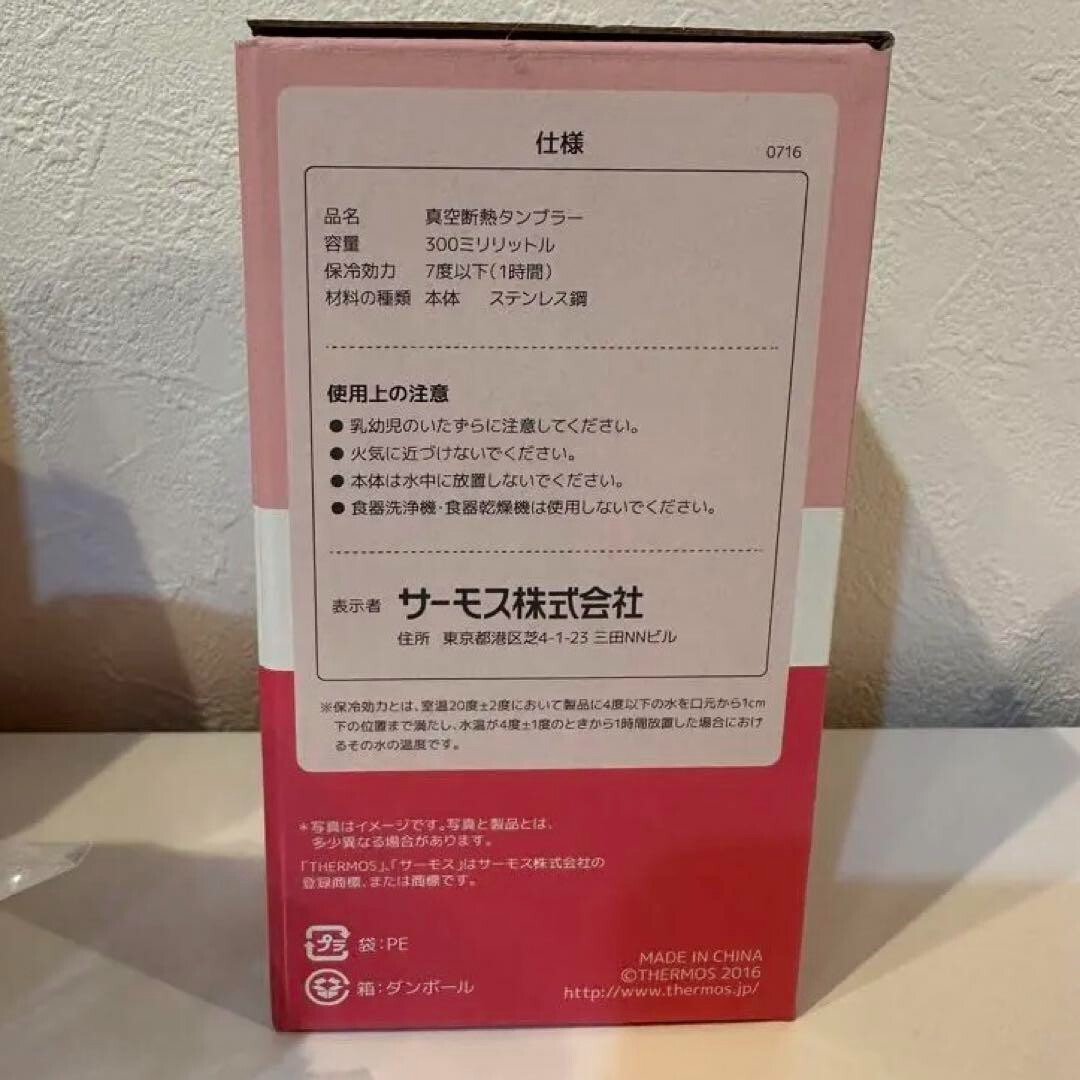 仕様
0716
品名 真空断熱タンブラー
容量 300ミリリットル
保冷効力 7度以下(1時間)
材料の種類 本体 ステンレス鋼
使用上の注意
●乳幼児のいたずらに注意してください。
●火気に近づけないでください。
●本体は水中に放置しないでください。
●食器洗浄機・食器乾燥機は使用しないでください。
表示者 サーモス株式会社
住所 東京都港区芝4-1-23 三田NNビル
※保冷効力とは、室温20度±2度において製品に4度以下の水を口元から1cm
下の位置まで満たし、水温が4度±1度のときから1時間放置した場合におけ
るその水の温度です。
*写真はイメージです。写真と製品とは、
多少異なる場合があります。
「THERMOS」、「サーモス」はサーモス株式会社の
登録商標、または商標です。
プラ 袋:PE
箱:ダンボール
MADE IN CHINA
©THERMOS 2016
http://www.thermos.jp/